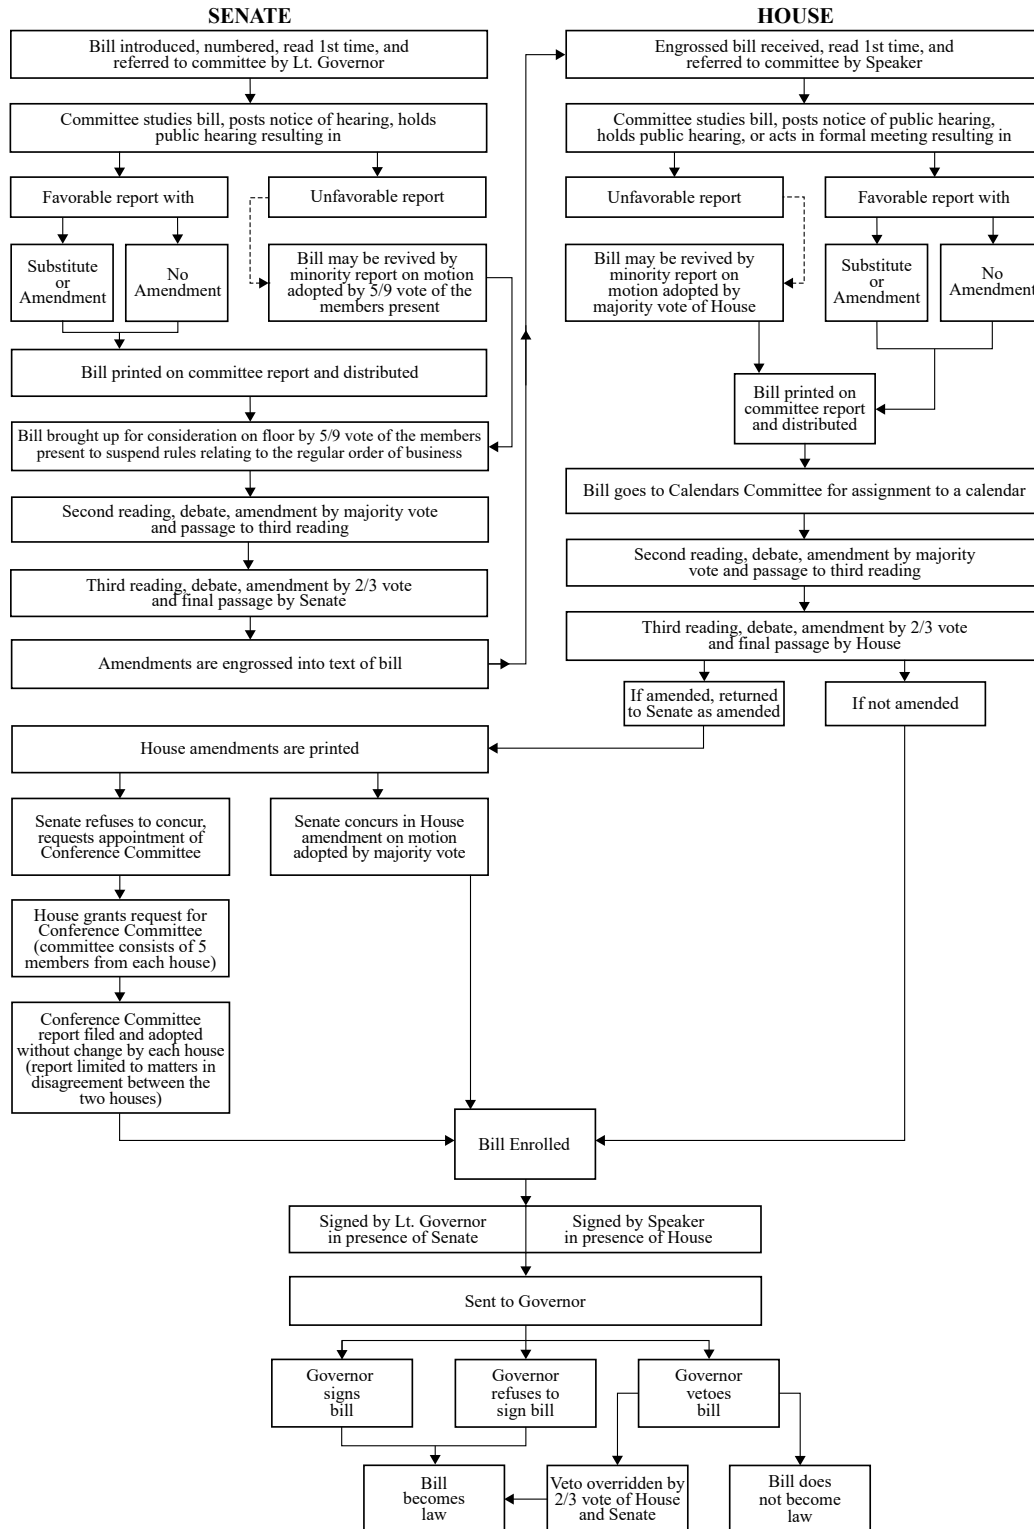 SENATE
Bill introduced, numbered, read 1st time, and
referred to committee by Lt. Governor
Committee studies bill, posts notice of hearing, holds
public hearing resulting in
Favorable report with
Unfavorable report
Substitute
or
Amendment
No
Amendment
Bill may be revived by
minority report on motion
adopted by 5/9 vote of the
members present
Bill printed on committee report and distributed
Bill brought up for consideration on floor by 5/9 vote of the members
present to suspend rules relating to the regular order of business
Second reading, debate, amendment by majority vote
and passage to third reading
Third reading, debate, amendment by 2/3 vote
and final passage by Senate
Amendments are engrossed into text of bill
HOUSE
Engrossed bill received, read 1st time, and
referred to committee by Speaker
Committee studies bill, posts notice of public hearing,
holds public hearing, or acts in formal meeting resulting in
Unfavorable report
Favorable report with
Bill may be revived by
minority report on
motion adopted by
majority vote of House
Substitute
or
Amendment
No
Amendment
Bill printed on
committee report
and distributed
Bill goes to Calendars Committee for assignment to a calendar
Second reading, debate, amendment by majority
vote and passage to third reading
Third reading, debate, amendment by 2/3 vote
and final passage by House
If amended, returned
to Senate as amended
If not amended
House amendments are printed
Senate refuses to concur,
requests appointment of
Conference Committee
Senate concurs in House
amendment on motion
adopted by majority vote
House grants request for
Conference Committee
(committee consists of 5
members from each house)
Conference Committee
report filed and adopted
without change by each house
(report limited to matters in
disagreement between the
two houses)
Bill Enrolled
Signed by Lt. Governor
in presence of Senate
Signed by Speaker
in presence of House
Sent to Governor
Governor
signs
bill
Governor
refuses to
sign bill
Governor
vetoes
bill
Bill
becomes
law
Veto overridden by
2/3 vote of House
and Senate
Bill does
not become
law